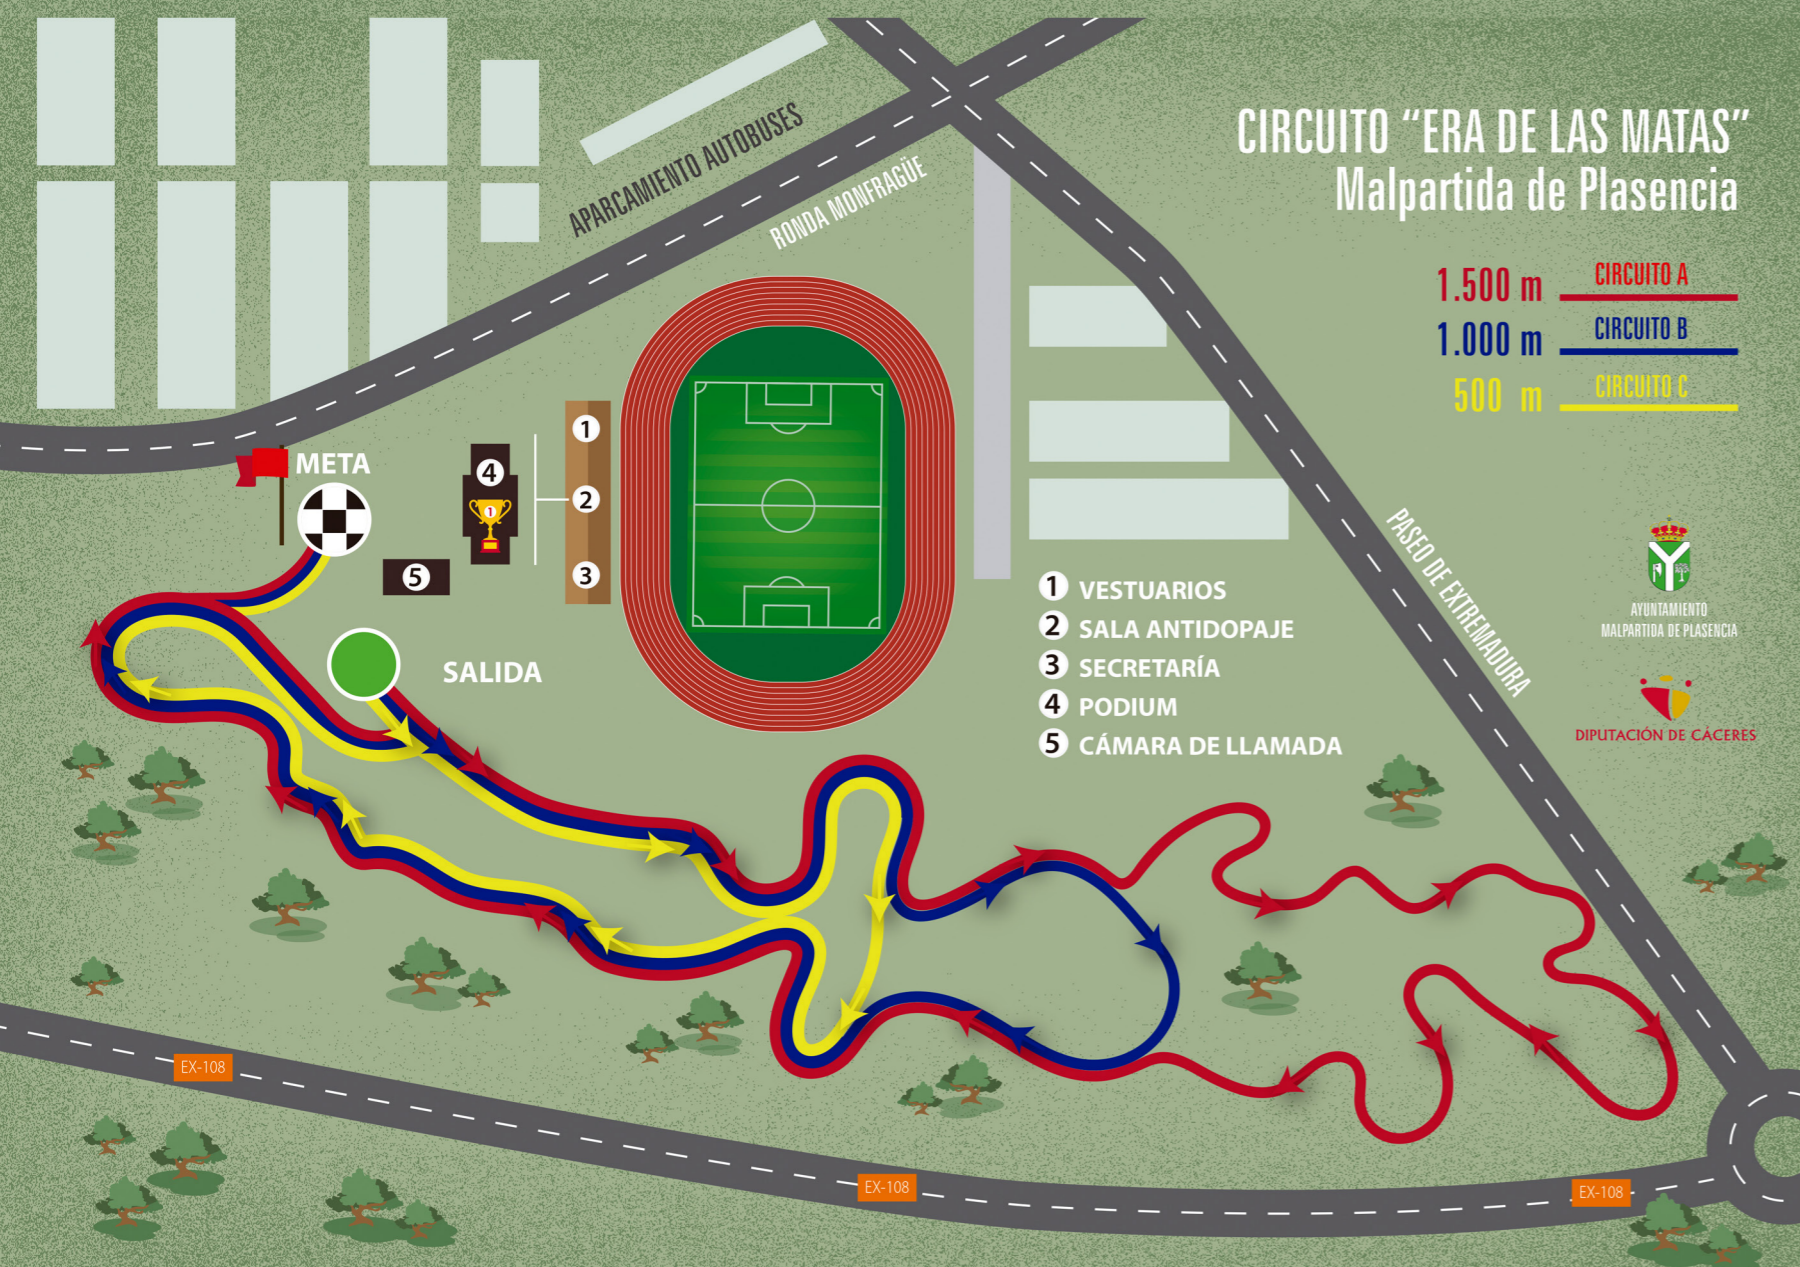 CIRCUITO “ERA DE LAS MATAS”
Malpartida de Plasencia
1.500 m CIRCUITO A
1.000 m CIRCUITO B
500 m CIRCUITO C
APARCAMIENTO AUTOBUSES
RONDA MONFRAGÜE
PASEO DE EXTREMADURA
META
SALIDA
1
2
3
4
1
5
1 VESTUARIOS
2 SALA ANTIDOPAJE
3 SECRETARÍA
4 PODIUM
5 CÁMARA DE LLAMADA
AYUNTAMIENTO
MALPARTIDA DE PLASENCIA
DIPUTACIÓN DE CÁCERES
EX-108
EX-108
EX-108